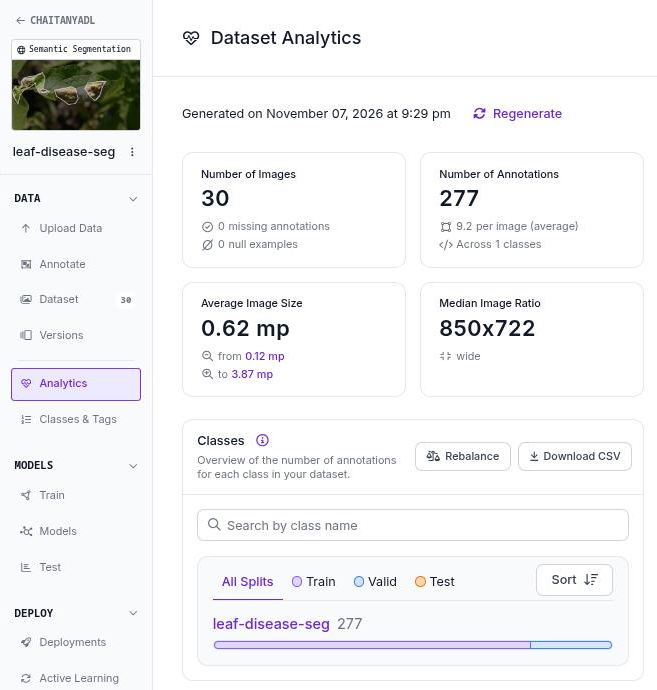 CHAITANYADL
Semantic Segmentation
leaf-disease-seg
DATA
Upload Data
Annotate
Dataset 30
Versions
Analytics
Classes & Tags
MODELS
Train
Models
Test
DEPLOY
Deployments
Active Learning
Dataset Analytics
Generated on November 07, 2026 at 9:29 pm Regenerate
Number of Images
30
0 missing annotations
0 null examples
Number of Annotations
277
9.2 per image (average)
Across 1 classes
Average Image Size
0.62 mp
from 0.12 mp
to 3.87 mp
Median Image Ratio
850x722
wide
Classes
Overview of the number of annotations
for each class in your dataset.
Rebalance
Download CSV
Search by class name
All Splits Train Valid Test Sort
leaf-disease-seg 277